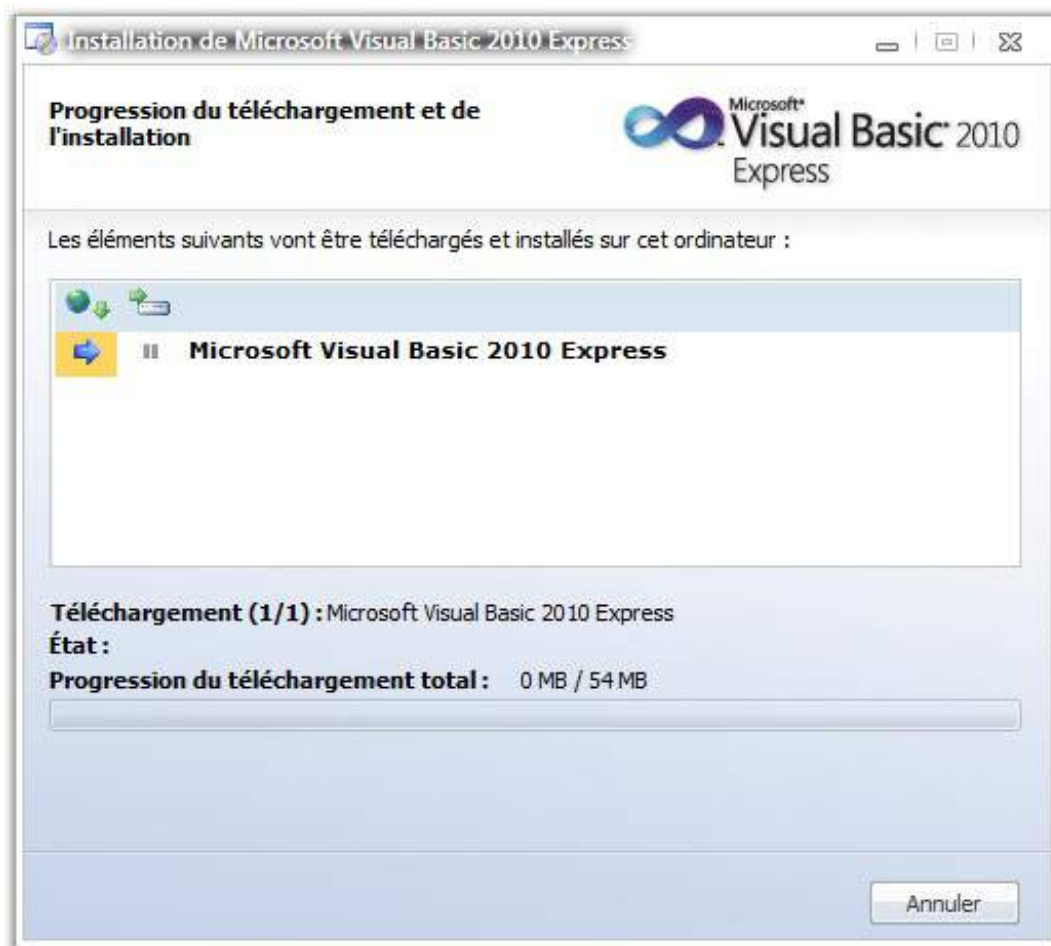 Installation de Microsoft Visual Basic 2010 Express
Progression du téléchargement et de
l'installation
Microsoft®
Visual Basic® 2010
Express
Les éléments suivants vont être téléchargés et installés sur cet ordinateur :
Microsoft Visual Basic 2010 Express
Téléchargement (1/1) : Microsoft Visual Basic 2010 Express
État :
Progression du téléchargement total : 0 MB / 54 MB
Annuler